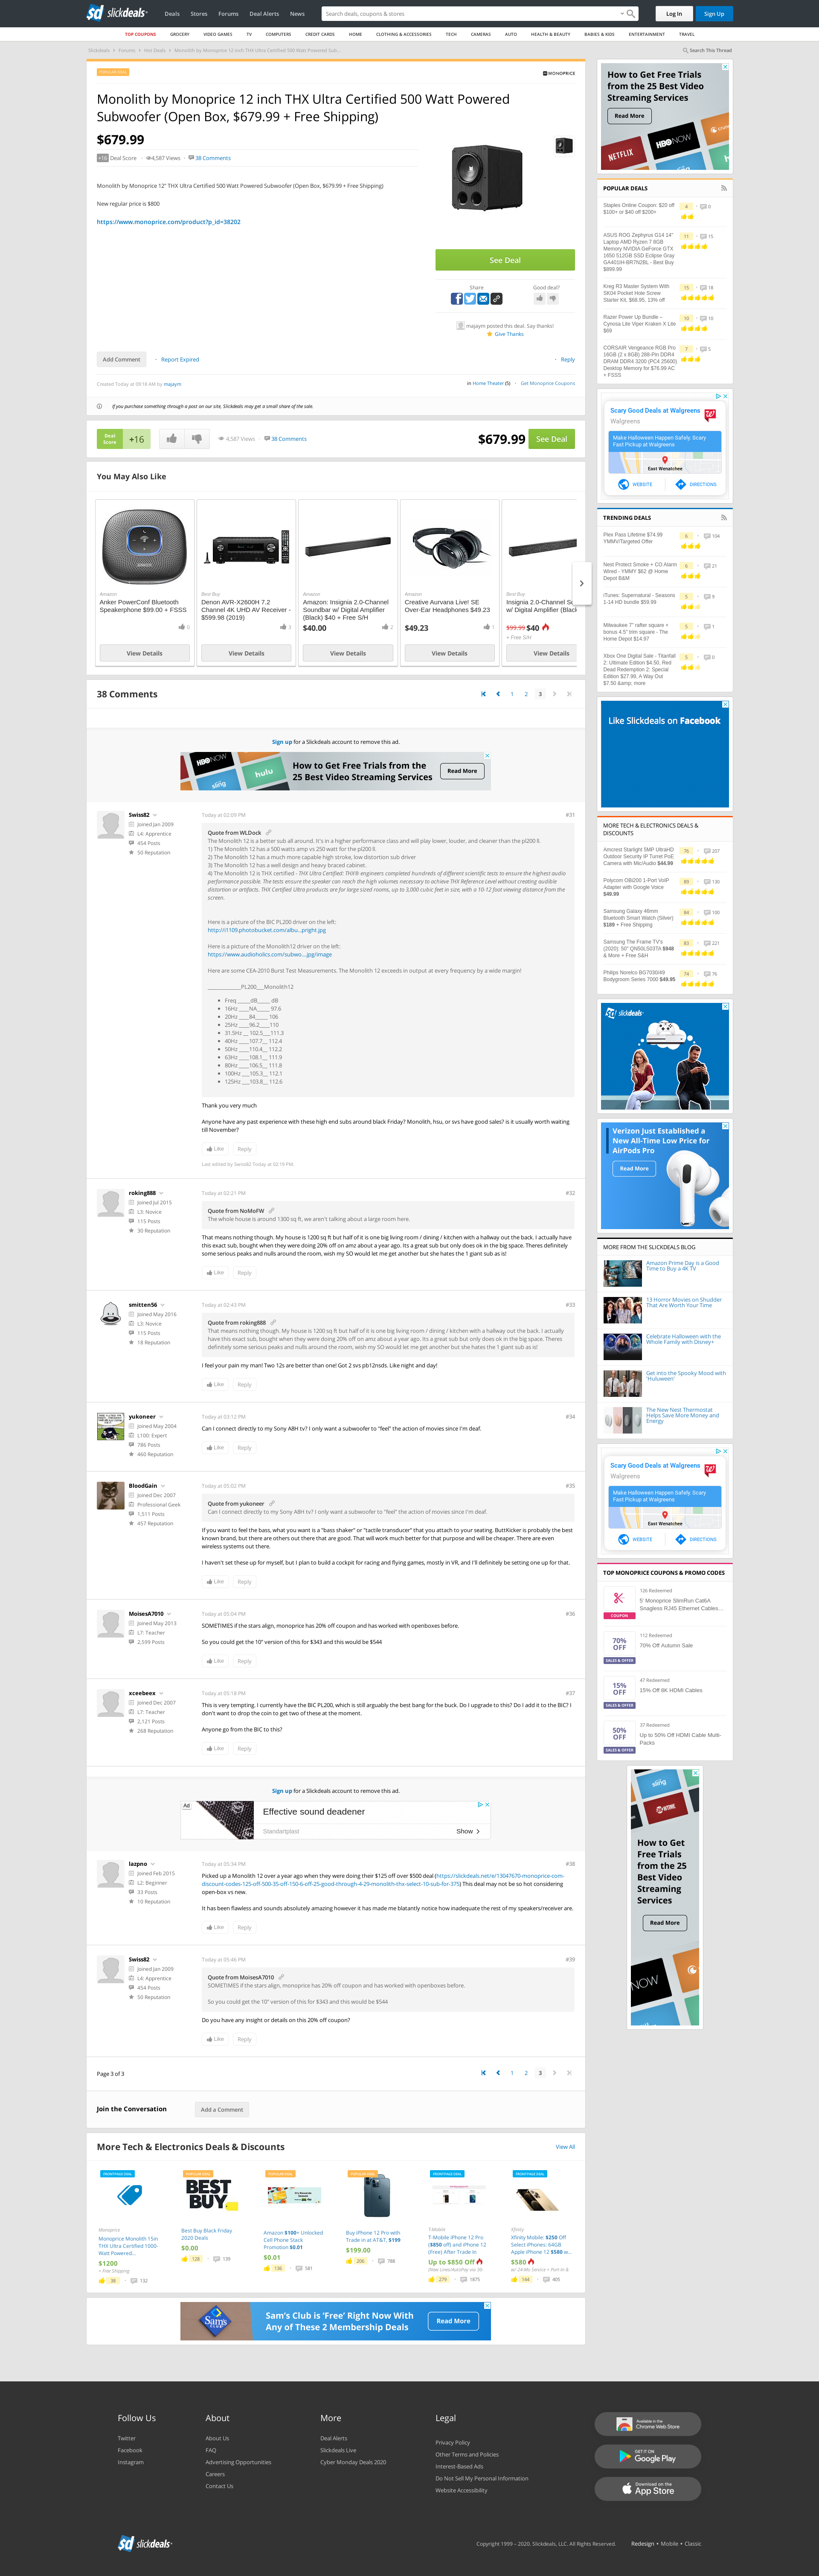 slickdeals
Deals Stores Forums Deal Alerts News
Search deals, coupons & stores
Log In Sign Up
TOP COUPONS GROCERY VIDEO GAMES TV COMPUTERS CREDIT CARDS HOME CLOTHING & ACCESSORIES TECH CAMERAS AUTO HEALTH & BEAUTY BABIES & KIDS ENTERTAINMENT TRAVEL
Slickdeals > Forums > Hot Deals > Monolith by Monoprice 12 inch THX Ultra Certified 500 Watt Powered Sub...
Search This Thread
MONOPRICE
Monolith by Monoprice 12 inch THX Ultra Certified 500 Watt Powered
Subwoofer (Open Box, $679.99 + Free Shipping)
$679.99
+16 Deal Score 4,587 Views 38 Comments
Monolith by Monoprice 12" THX Ultra Certified 500 Watt Powered Subwoofer (Open Box, $679.99 + Free Shipping)
New regular price is $800
https://www.monoprice.com/product?p_id=38202
See Deal
Share Good deal?
majaym posted this deal. Say thanks!
Give Thanks
Add Comment Report Expired Reply
Created Today at 09:18 AM by majaym
in Home Theater (5) Get Monoprice Coupons
If you purchase something through a post on our site, Slickdeals may get a small share of the sale.
Deal
Score +16 4,587 Views 38 Comments $679.99 See Deal
You May Also Like
Amazon
Anker PowerConf Bluetooth
Speakerphone $99.00 + FSSS
0
View Details
Best Buy
Denon AVR-X2600H 7.2
Channel 4K UHD AV Receiver -
$599.98 (2019)
3
View Details
Amazon
Amazon: Insignia 2.0-Channel
Soundbar w/ Digital Amplifier
(Black) $40 + Free S/H
$40.00 2
View Details
Amazon
Creative Aurvana Live! SE
Over-Ear Headphones $49.23
$49.23 1
View Details
Best Buy
Insignia 2.0-Channel So
w/ Digital Amplifier (Black
$99.99 $40
+ Free S/H
View Details
38 Comments 1 2 3
Sign up for a Slickdeals account to remove this ad.
sling hulu
How to Get Free Trials from the
25 Best Video Streaming Services
Read More
Swiss82
Joined Jan 2009
L4: Apprentice
454 Posts
50 Reputation
Today at 02:09 PM #31
Quote from WLDock
The Monolith 12 is a better sub all around. It's in a higher performance class and will play lower, louder, and cleaner than the pl200 ll.
1) The Monolith 12 has a 500 watts amp vs 250 watt for the pl200 ll.
2) The Monolith 12 has a much more capable high stroke, low distortion sub driver
3) The Monolith 12 has a well design and heavy braced cabinet.
4) The Monolith 12 is THX certified - THX Ultra Certified: THX® engineers completed hundreds of different scientific tests to ensure the highest audio
performance possible. The tests ensure the speaker can reach the high volumes necessary to achieve THX Reference Level without creating audible
distortion or artifacts. THX Certified Ultra products are for large sized rooms, up to 3,000 cubic feet in size, with a 10-12 foot viewing distance from the
screen.
Here is a picture of the BIC PL200 driver on the left:
http://i1109.photobucket.com/albu...pright.jpg
Here is a picture of the Monolith12 driver on the left:
https://www.audioholics.com/subwo....jpg/image
Here are some CEA-2010 Burst Test Measurements. The Monolith 12 exceeds in output at every frequency by a wide margin!
____________PL200___Monolith12
Freq _____dB_____ dB
16Hz ____NA_____ 97.6
20Hz ____84_____ 106
25Hz ____96.2____110
31.5Hz __ 102.5___111.3
40Hz ____107.7__ 112.4
50Hz ____110.4__ 112.2
63Hz ____108.1__ 111.9
80Hz ____106.5__ 111.8
100Hz ___105.3__ 112.1
125Hz ___103.8__ 112.6
Thank you very much
Anyone have any past experience with these high end subs around black Friday? Monolith, hsu, or svs have good sales? is it usually worth waiting
till November?
Like Reply
Last edited by Swiss82 Today at 02:19 PM.
roking888
Joined Jul 2015
L3: Novice
115 Posts
30 Reputation
Today at 02:21 PM #32
Quote from NoMoFW
The whole house is around 1300 sq ft, we aren't talking about a large room here.
That means nothing though. My house is 1200 sq ft but half of it is one big living room / dining / kitchen with a hallway out the back. I actually have
this exact sub, bought when they were doing 20% off on amz about a year ago. Its a great sub but only does ok in the big space. Theres definitely
some serious peaks and nulls around the room, wish my SO would let me get another but she hates the 1 giant sub as is!
Like Reply
smitten56
Joined May 2016
L3: Novice
115 Posts
18 Reputation
Today at 02:43 PM #33
Quote from roking888
That means nothing though. My house is 1200 sq ft but half of it is one big living room / dining / kitchen with a hallway out the back. I actually
have this exact sub, bought when they were doing 20% off on amz about a year ago. Its a great sub but only does ok in the big space. Theres
definitely some serious peaks and nulls around the room, wish my SO would let me get another but she hates the 1 giant sub as is!
I feel your pain my man! Two 12s are better than one! Got 2 svs pb12nsds. Like night and day!
Like Reply
yukoneer
Joined May 2004
L100: Expert
786 Posts
460 Reputation
Today at 03:12 PM #34
Can I connect directly to my Sony A8H tv? I only want a subwoofer to "feel" the action of movies since I'm deaf.
Like Reply
BloodGain
Joined Dec 2007
Professional Geek
1,511 Posts
457 Reputation
Today at 05:02 PM #35
Quote from yukoneer
Can I connect directly to my Sony A8H tv? I only want a subwoofer to "feel" the action of movies since I'm deaf.
If you want to feel the bass, what you want is a "bass shaker" or "tactile transducer" that you attach to your seating. ButtKicker is probably the best
known brand, but there are others out there that are good. That will work much better for that purpose and will be cheaper. There are even
wireless systems out there.
I haven't set these up for myself, but I plan to build a cockpit for racing and flying games, mostly in VR, and I'll definitely be setting one up for that.
Like Reply
MoisesA7010
Joined May 2013
L7: Teacher
2,599 Posts
Today at 05:04 PM #36
SOMETIMES if the stars align, monoprice has 20% off coupon and has worked with openboxes before.
So you could get the 10" version of this for $343 and this would be $544
Like Reply
xceebeex
Joined Dec 2007
L7: Teacher
2,121 Posts
268 Reputation
Today at 05:18 PM #37
This is very tempting. I currently have the BIC PL200, which is still arguably the best bang for the buck. Do I upgrade to this? Do I add it to the BIC? I
don't want to drop the coin to get two of these at the moment.
Anyone go from the BIC to this?
Like Reply
Sign up for a Slickdeals account to remove this ad.
Ad
Effective sound deadener
Standartplast Show
lazpno
Joined Feb 2015
L2: Beginner
33 Posts
10 Reputation
Today at 05:34 PM #38
Picked up a Monolith 12 over a year ago when they were doing their $125 off over $500 deal (https://slickdeals.net/e/13047670-monoprice-com-
discount-codes-125-off-500-35-off-150-6-off-25-good-through-4-29-monolith-thx-select-10-sub-for-375) This deal may not be so hot considering
open-box vs new.
It has been flawless and sounds absolutely amazing however it has made me blatantly notice how inadequate the rest of my speakers/receiver are.
Like Reply
Swiss82
Joined Jan 2009
L4: Apprentice
454 Posts
50 Reputation
Today at 05:46 PM #39
Quote from MoisesA7010
SOMETIMES if the stars align, monoprice has 20% off coupon and has worked with openboxes before.
So you could get the 10" version of this for $343 and this would be $544
Do you have any insight or details on this 20% off coupon?
Like Reply
Page 3 of 3 1 2 3
Join the Conversation Add a Comment
More Tech & Electronics Deals & Discounts View All
FRONTPAGE DEAL
Monoprice
Monoprice Monolith 15in
THX Ultra Certified 1000-
Watt Powered...
$1200
+ Free Shipping
38 132
BEST BUY
Best Buy Black Friday
2020 Deals
$0.00
128 139
Amazon $100+ Unlocked
Cell Phone Stack
Promotion $0.01
$0.01
136 581
Buy iPhone 12 Pro with
Trade in at AT&T; $199
$199.00
206 788
FRONTPAGE DEAL
T-Mobile
T-Mobile iPhone 12 Pro
($850 off) and iPhone 12
(Free) After Trade-In
Up to $850 Off
279 1875
FRONTPAGE DEAL
Xfinity
Xfinity Mobile: $250 Off
Select iPhones: 64GB
Apple iPhone 12 $580 w...
$580
144 405
Sam's
Sam's Club is 'Free' Right Now With
Any of These 2 Membership Deals
Read More
How to Get Free Trials
from the 25 Best Video
Streaming Services
Read More
NETFLIX HBO NOW
POPULAR DEALS
Staples Online Coupon: $20 off
$100+ or $40 off $200+
4 0
ASUS ROG Zephyrus G14 14"
Laptop AMD Ryzen 7 8GB
Memory NVIDIA GeForce GTX
1650 512GB SSD Eclipse Gray
GA401IH-BR7N2BL - Best Buy
$899.99
11 15
Kreg R3 Master System With
SK04 Pocket Hole Screw
Starter Kit, $68.95, 13% off
15 16
Razer Power Up Bundle –
Cynosa Lite Viper Kraken X Lite
$69
10 10
CORSAIR Vengeance RGB Pro
16GB (2 x 8GB) 288-Pin DDR4
DRAM DDR4 3200 (PC4 25600)
Desktop Memory for $76.99 AC
+ FSSS
7 5
Scary Good Deals at Walgreens
Walgreens
Make Halloween Happen Safely. Scary
Fast Pickup at Walgreens
East Wenatchee
WEBSITE DIRECTIONS
TRENDING DEALS
Plex Pass Lifetime $74.99
YMMV/Targeted Offer
6 104
Nest Protect Smoke + CO Alarm
Wired - YMMY $62 @ Home
Depot B&M
6 21
iTunes: Supernatural - Seasons
1-14 HD bundle $59.99
5 9
Milwaukee 7" rafter square +
bonus 4.5" trim square - The
Home Depot $14.97
5 1
Xbox One Digital Sale - Titanfall
2: Ultimate Edition $4.50, Red
Dead Redemption 2: Special
Edition $27.99, A Way Out
$7.50 &amp; more
5 0
Like Slickdeals on Facebook
MORE TECH & ELECTRONICS DEALS &
DISCOUNTS
Amcrest Starlight 5MP UltraHD
Outdoor Security IP Turret PoE
Camera with Mic/Audio $44.99
76 207
Polycom OBI200 1-Port VoIP
Adapter with Google Voice
$49.99
89 130
Samsung Galaxy 46mm
Bluetooth Smart Watch (Silver)
$189 + Free Shipping
84 100
Samsung The Frame TV's
(2020): 50" QN50LS03TA $948
& More + Free S&H
83 221
Philips Norelco BG7030/49
Bodygroom Series 7000 $49.95
74 76
slickdeals
Verizon Just Established a
New All-Time Low Price for
AirPods Pro
Read More
MORE FROM THE SLICKDEALS BLOG
Amazon Prime Day is a Good
Time to Buy a 4K TV
13 Horror Movies on Shudder
That Are Worth Your Time
Celebrate Halloween with the
Whole Family with Disney+
Get into the Spooky Mood with
'Huluween'
The New Nest Thermostat
Helps Save More Money and
Energy
Scary Good Deals at Walgreens
Walgreens
Make Halloween Happen Safely. Scary
Fast Pickup at Walgreens
East Wenatchee
WEBSITE DIRECTIONS
TOP MONOPRICE COUPONS & PROMO CODES
COUPON
126 Redeemed
5' Monoprice SlimRun Cat6A
Snagless RJ45 Ethernet Cables...
70%
OFF
SALES & OFFER
112 Redeemed
70% Off Autumn Sale
15%
OFF
SALES & OFFER
47 Redeemed
15% Off 8K HDMI Cables
50%
OFF
SALES & OFFER
37 Redeemed
Up to 50% Off HDMI Cable Multi-
Packs
sling
SHOWTIME
How to Get
Free Trials
from the 25
Best Video
Streaming
Services
Read More
NOW
Follow Us
Twitter
Facebook
Instagram
About
About Us
FAQ
Advertising Opportunities
Careers
Contact Us
More
Deal Alerts
Slickdeals Live
Cyber Monday Deals 2020
Legal
Privacy Policy
Other Terms and Policies
Interest-Based Ads
Do Not Sell My Personal Information
Website Accessibility
Available in the
Chrome Web Store
GET IT ON
Google Play
Download on the
App Store
slickdeals
Copyright 1999 – 2020. Slickdeals, LLC. All Rights Reserved. Redesign • Mobile • Classic